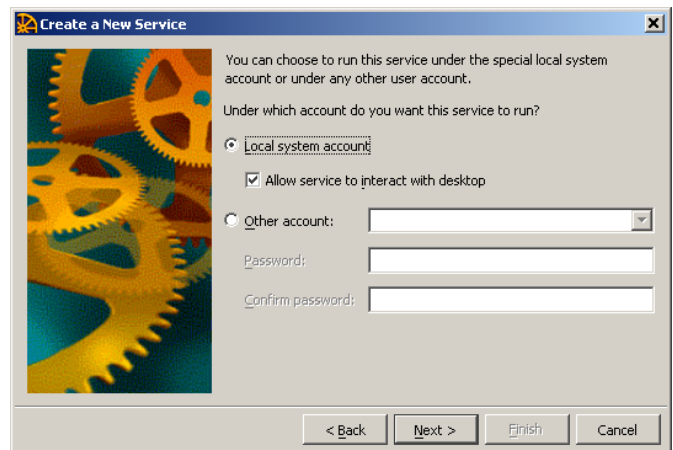 Create a New Service
You can choose to run this service under the special local system
account or under any other user account.
Under which account do you want this service to run?
Local system account
Allow service to interact with desktop
Other account:
Password:
Confirm password:
< Back Next > Finish Cancel